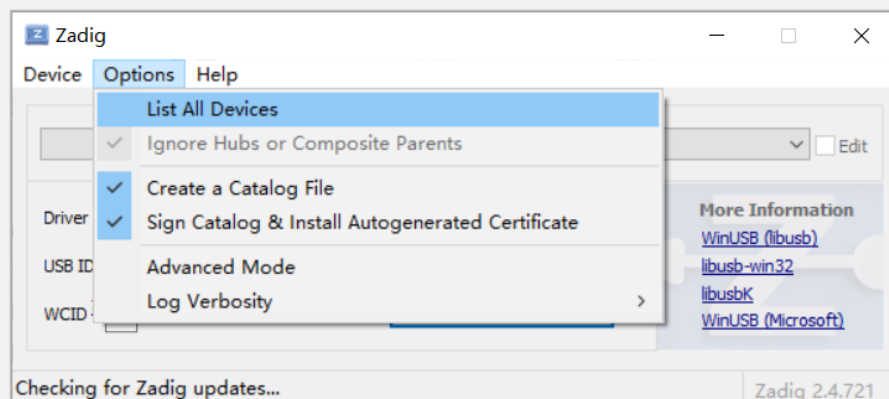 Zadig
Device Options Help
List All Devices
Ignore Hubs or Composite Parents
Edit
Create a Catalog File
Driver
Sign Catalog & Install Autogenerated Certificate
More Information
WinUSB (libusb)
USB ID
Advanced Mode
libusb-win32
Log Verbosity
libusbK
WCID
WinUSB (Microsoft)
Checking for Zadig updates...
Zadig 2.4.721